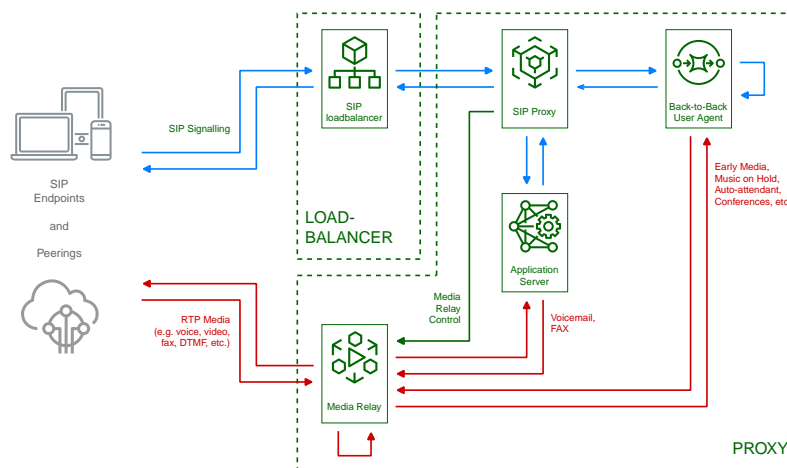 SIP
loadbalancer
SIP Proxy
Back-to-Back
User Agent
SIP Signalling
SIP
Endpoints
and
Peerings
LOAD-
BALANCER
Early Media,
Music on Hold,
Auto-attendant,
Conferences, etc
Application
Server
Media
Relay
Control
Voicemail,
FAX
RTP Media
(e.g. voice, video,
fax, DTMF, etc.)
Media Relay
PROXY